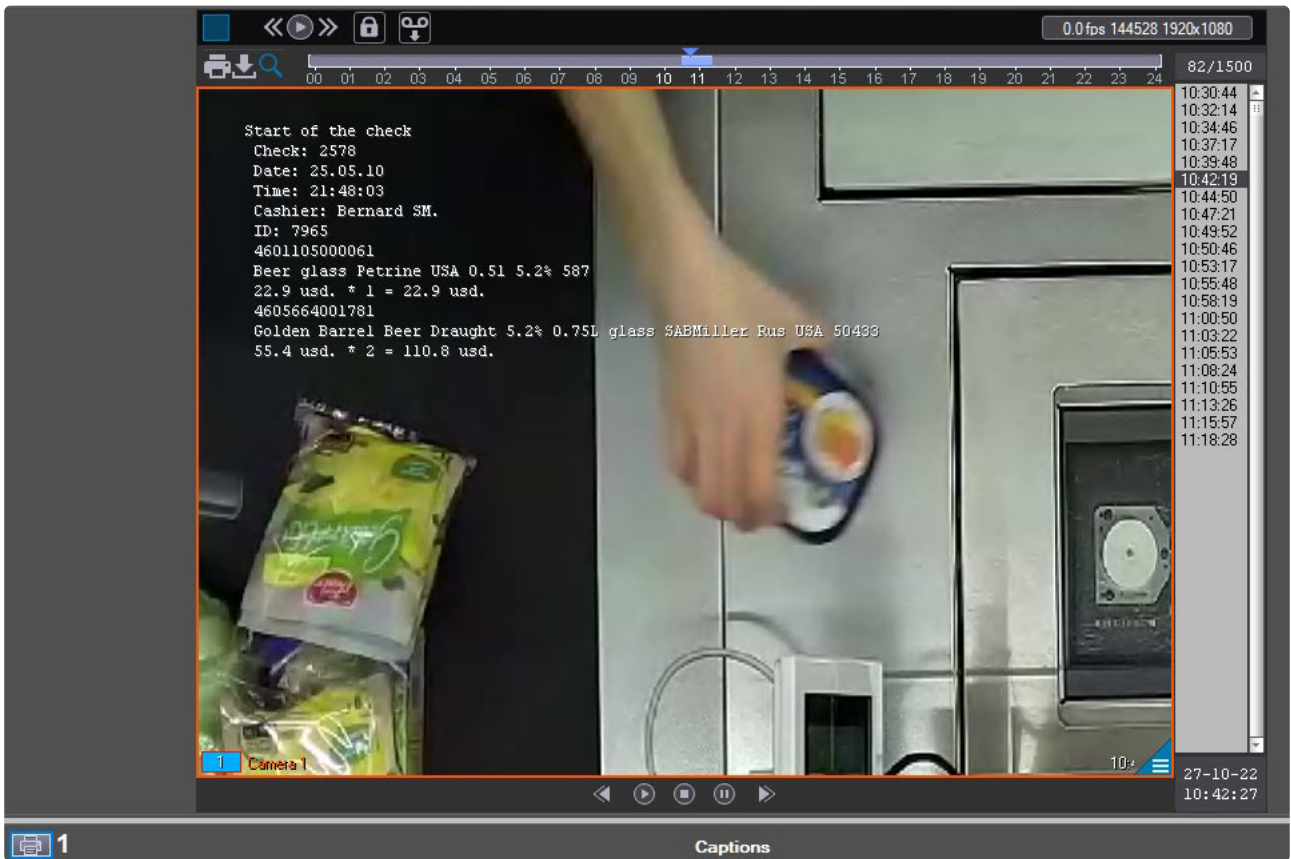 0.0 fps 144528 1920x1080
00 01 02 03 04 05 06 07 08 09 10 11 12 13 14 15 16 17 18 19 20 21 22 23 24
82/1500
Start of the check
Check: 2578
Date: 25.05.10
Time: 21:48:03
Cashier: Bernard SM.
ID: 7965
4601105000061
Beer glass Petrine USA 0.5l 5.2% 587
22.9 usd. * 1 = 22.9 usd.
4605664001781
Golden Barrel Beer Draught 5.2% 0.75L glass SABMiller Rus USA 50433
55.4 usd. * 2 = 110.8 usd.
10:30:44
10:32:14
10:34:46
10:37:17
10:39:48
10:42:19
10:44:50
10:47:21
10:49:52
10:50:46
10:53:17
10:55:48
10:58:19
11:00:50
11:03:22
11:05:53
11:08:24
11:10:55
11:13:26
11:15:57
11:18:28
1 Camera 1
10:
27-10-22
10:42:27
1
Captions